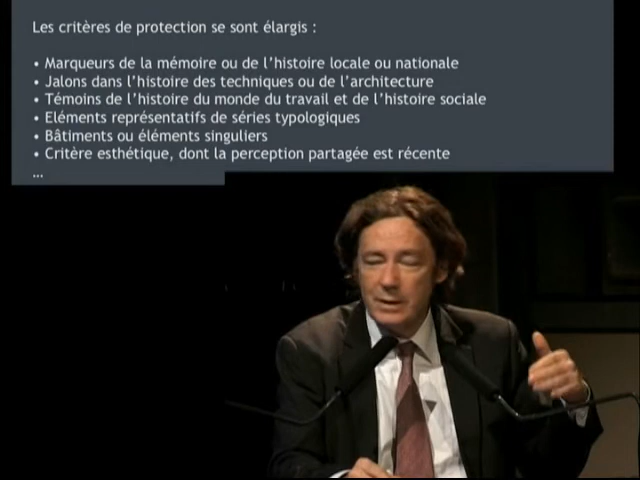 Les critères de protection se sont élargis :
• Marqueurs de la mémoire ou de l'histoire locale ou nationale
• Jalons dans l'histoire des techniques ou de l'architecture
• Témoins de l'histoire du monde du travail et de l'histoire sociale
• Eléments représentatifs de séries typologiques
• Bâtiments ou éléments singuliers
• Critère esthétique, dont la perception partagée est récente
...